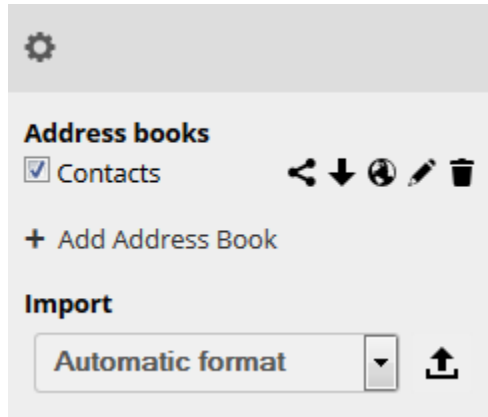 Address books
Contacts
+ Add Address Book
Import
Automatic format